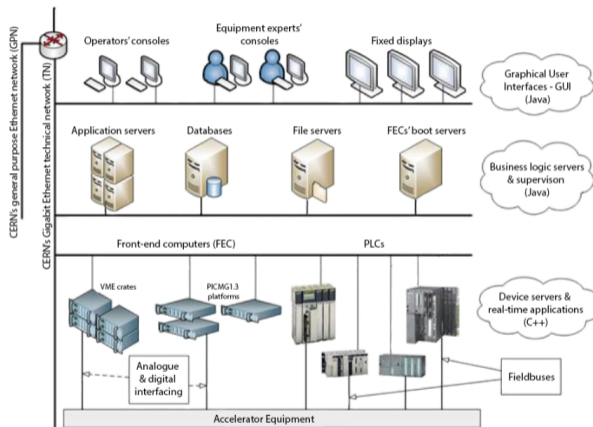 CERN's general purpose Ethernet network (GPN)
CERN's Gigabit Ethernet technical network (TN)
Operators' consoles
Equipment experts'
consoles
Fixed displays
Graphical User
Interfaces - GUI
(Java)
Application servers
Databases
File servers
FECs' boot servers
Business logic servers
& supervison
(Java)
Front-end computers (FEC)
PLCs
VME crates
PICMG1.3
platforms
Device servers &
real-time applications
(C++)
Analogue
& digital
interfacing
Fieldbuses
Accelerator Equipment